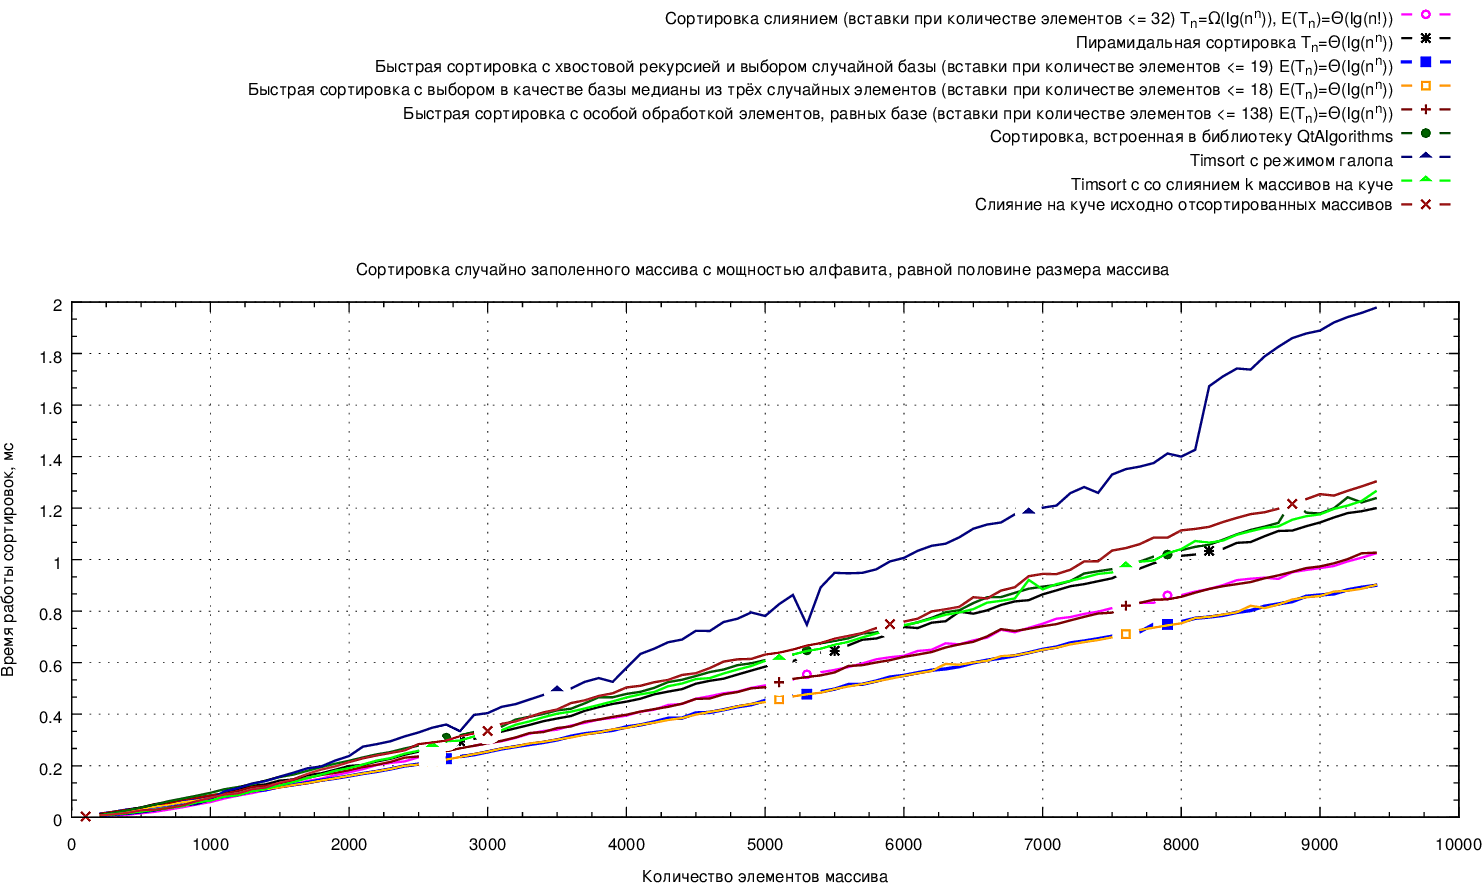 Сортировка слиянием (вставки при количестве элементов <= 32) Tn=Ω(lg(nⁿ)), E(Tn)=Θ(lg(n!))
Пирамидальная сортировка Tn=Θ(lg(nⁿ))
Быстрая сортировка с хвостовой рекурсией и выбором случайной базы (вставки при количестве элементов <= 19) E(Tn)=Θ(lg(nⁿ))
Быстрая сортировка с выбором в качестве базы медианы из трёх случайных элементов (вставки при количестве элементов <= 18) E(Tn)=Θ(lg(nⁿ))
Быстрая сортировка с особой обработкой элементов, равных базе (вставки при количестве элементов <= 138) E(Tn)=Θ(lg(nⁿ))
Сортировка, встроенная в библиотеку QtAlgorithms
Timsort с режимом галопа
Timsort с со слиянием k массивов на куче
Слияние на куче исходно отсортированных массивов
Сортировка случайно заполенного массива с мощностью алфавита, равной половине размера массива
Время работы сортировок, мс
2
1.8
1.6
1.4
1.2
1
0.8
0.6
0.4
0.2
0
0 1000 2000 3000 4000 5000 6000 7000 8000 9000 10000
Количество элементов массива